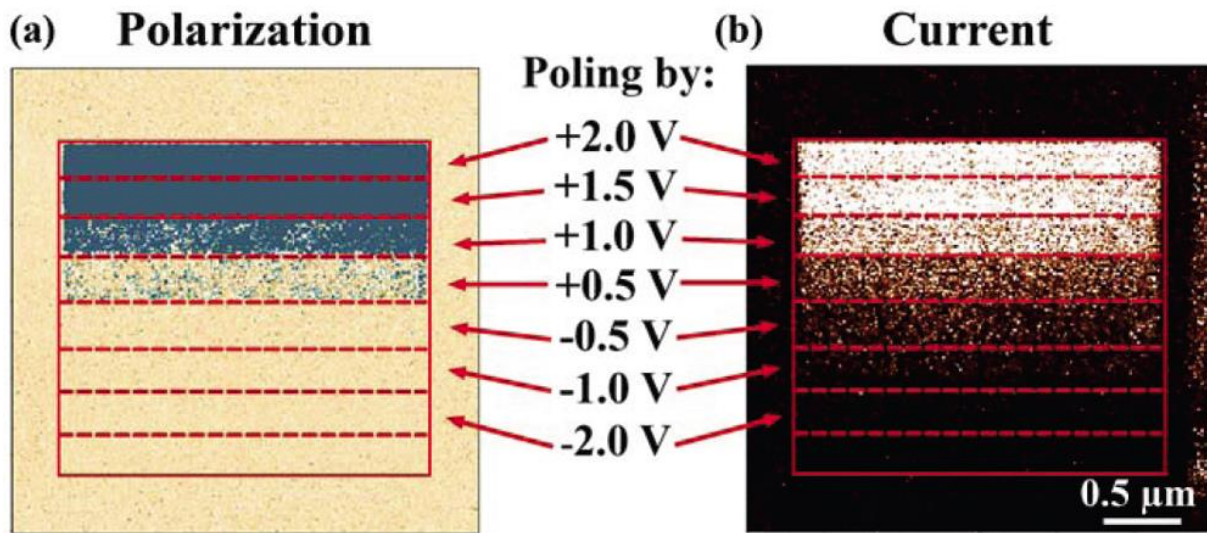 (a) Polarization
(b) Current
Poling by:
+2.0 V
+1.5 V
+1.0 V
+0.5 V
-0.5 V
-1.0 V
-2.0 V
0.5 µm